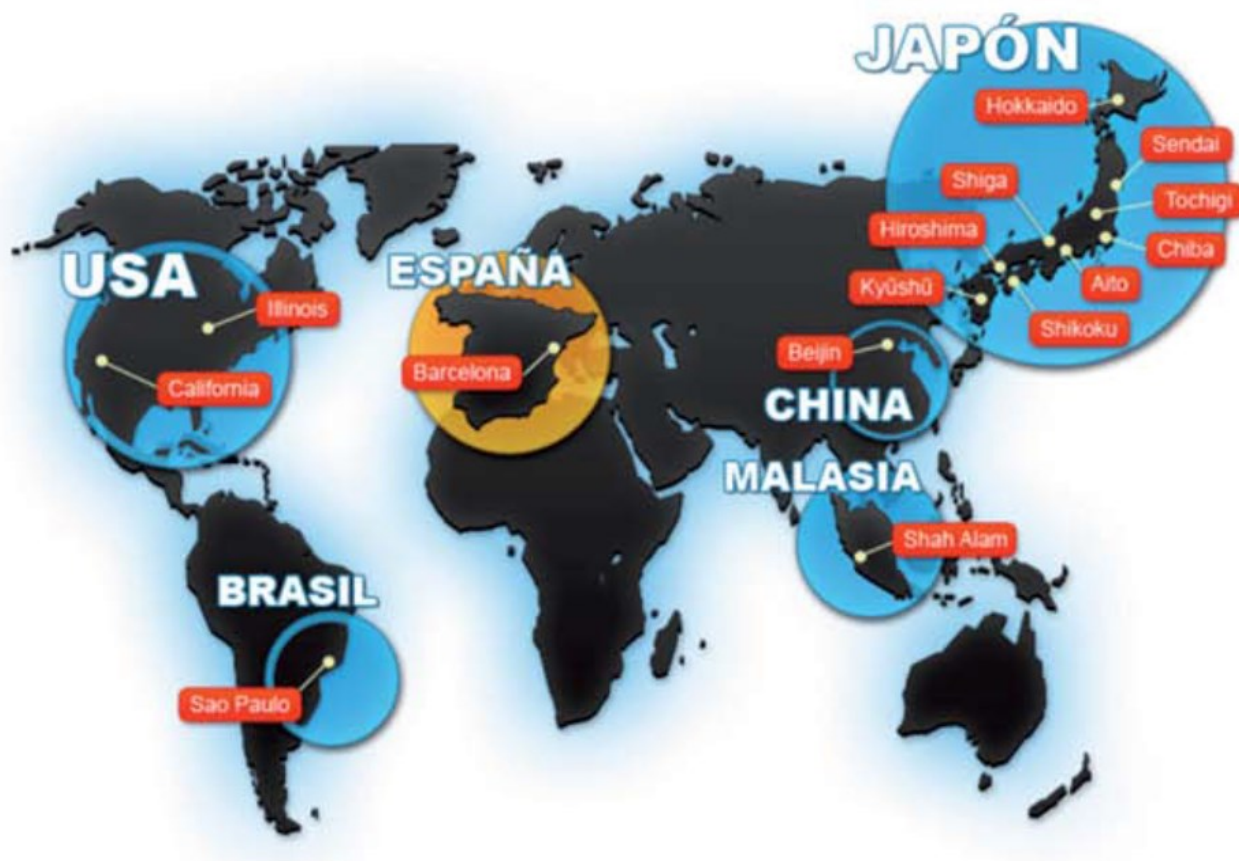 JAPÓN
Hokkaido
Sendai
Shiga
Tochigi
Hiroshima
Chiba
Kyūshū
Aito
Shikoku
USA
Illinois
California
ESPAÑA
Barcelona
Beijin
CHINA
MALASIA
Shah Alam
BRASIL
Sao Paulo